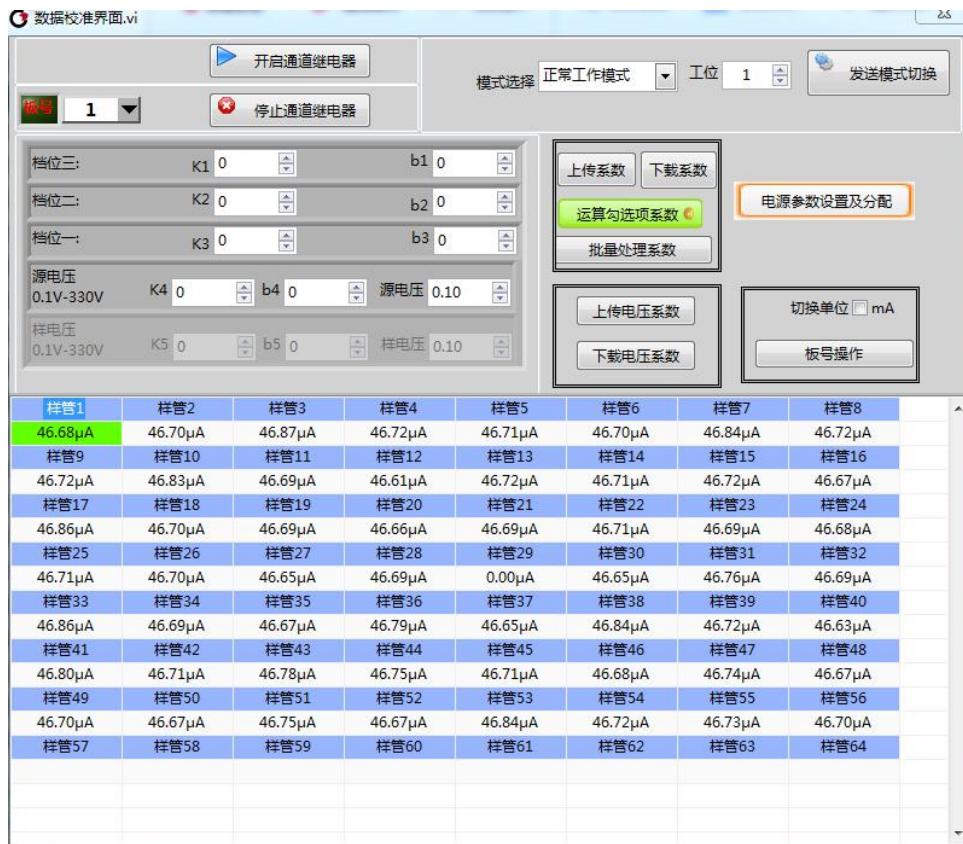 数据校准界面.vi
开启通道继电器
模式选择 正常工作模式 工位 1 发送模式切换
板号 1 停止通道继电器
档位三: K1 0 b1 0
档位二: K2 0 b2 0
档位一: K3 0 b3 0
源电压
0.1V-330V K4 0 b4 0 源电压 0.10
样电压
0.1V-330V K5 0 b5 0 样电压 0.10
上传系数 下载系数
运算勾选项系数
批量处理系数
电源参数设置及分配
上传电压系数
下载电压系数
切换单位 mA
板号操作
样管1 样管2 样管3 样管4 样管5 样管6 样管7 样管8
46.68μA 46.70μA 46.87μA 46.72μA 46.71μA 46.70μA 46.84μA 46.72μA
样管9 样管10 样管11 样管12 样管13 样管14 样管15 样管16
46.72μA 46.83μA 46.69μA 46.61μA 46.72μA 46.71μA 46.72μA 46.67μA
样管17 样管18 样管19 样管20 样管21 样管22 样管23 样管24
46.86μA 46.70μA 46.69μA 46.66μA 46.69μA 46.71μA 46.69μA 46.68μA
样管25 样管26 样管27 样管28 样管29 样管30 样管31 样管32
46.71μA 46.70μA 46.65μA 46.69μA 0.00μA 46.65μA 46.76μA 46.69μA
样管33 样管34 样管35 样管36 样管37 样管38 样管39 样管40
46.86μA 46.69μA 46.67μA 46.79μA 46.65μA 46.84μA 46.72μA 46.63μA
样管41 样管42 样管43 样管44 样管45 样管46 样管47 样管48
46.80μA 46.71μA 46.78μA 46.75μA 46.71μA 46.68μA 46.74μA 46.67μA
样管49 样管50 样管51 样管52 样管53 样管54 样管55 样管56
46.70μA 46.67μA 46.75μA 46.67μA 46.84μA 46.72μA 46.73μA 46.70μA
样管57 样管58 样管59 样管60 样管61 样管62 样管63 样管64